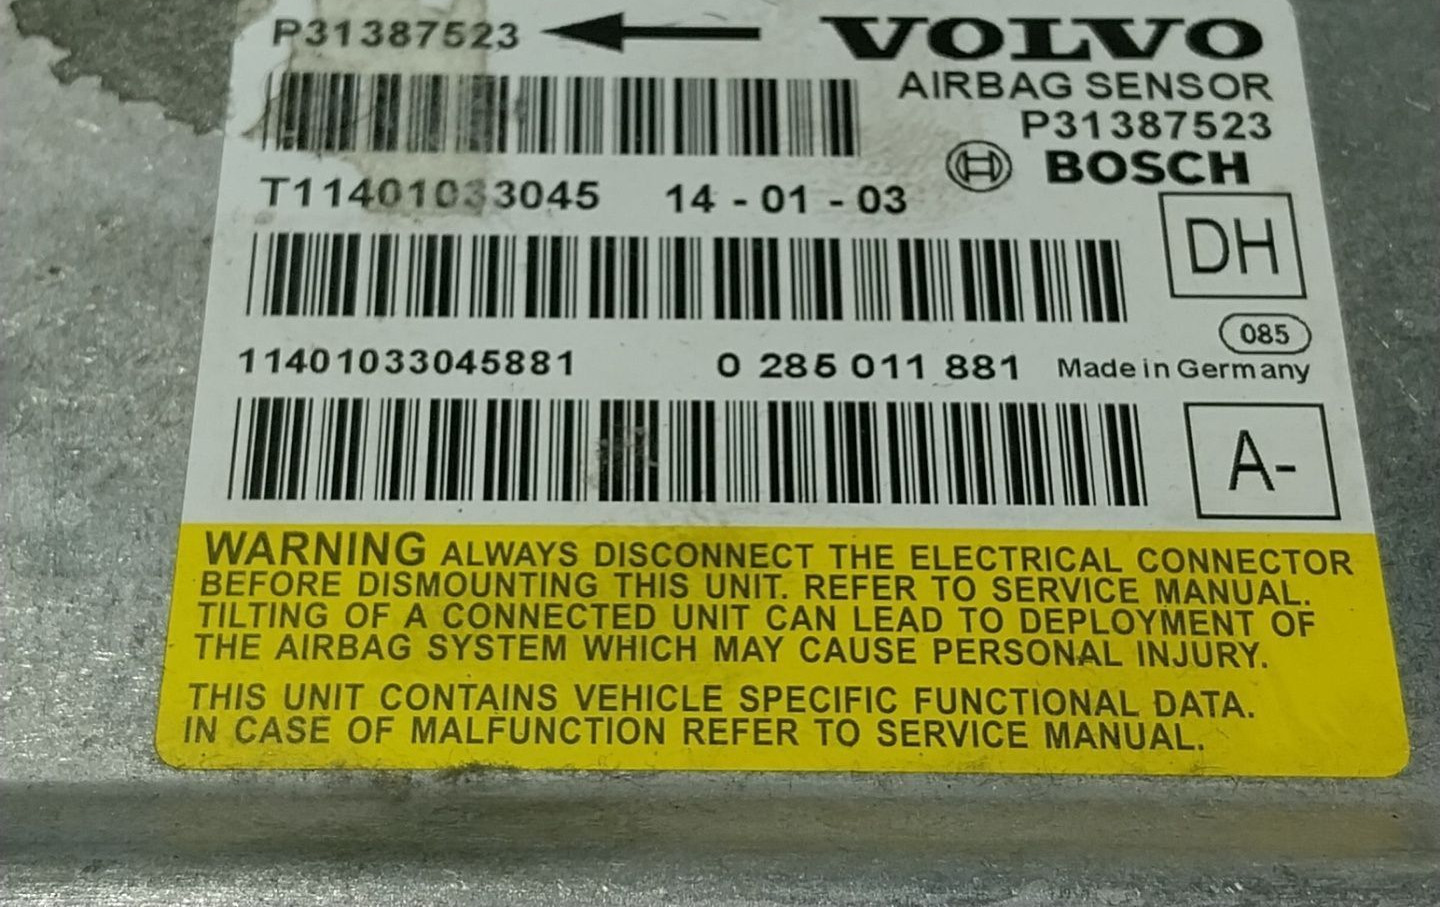 P31387523 VOLVO
AIRBAG SENSOR
P31387523
BOSCH
T11401033045 14 - 01 - 03
DH
085
11401033045881 0 285 011 881 Made in Germany
A-
WARNING ALWAYS DISCONNECT THE ELECTRICAL CONNECTOR
BEFORE DISMOUNTING THIS UNIT. REFER TO SERVICE MANUAL.
TILTING OF A CONNECTED UNIT CAN LEAD TO DEPLOYMENT OF
THE AIRBAG SYSTEM WHICH MAY CAUSE PERSONAL INJURY.
THIS UNIT CONTAINS VEHICLE SPECIFIC FUNCTIONAL DATA.
IN CASE OF MALFUNCTION REFER TO SERVICE MANUAL.